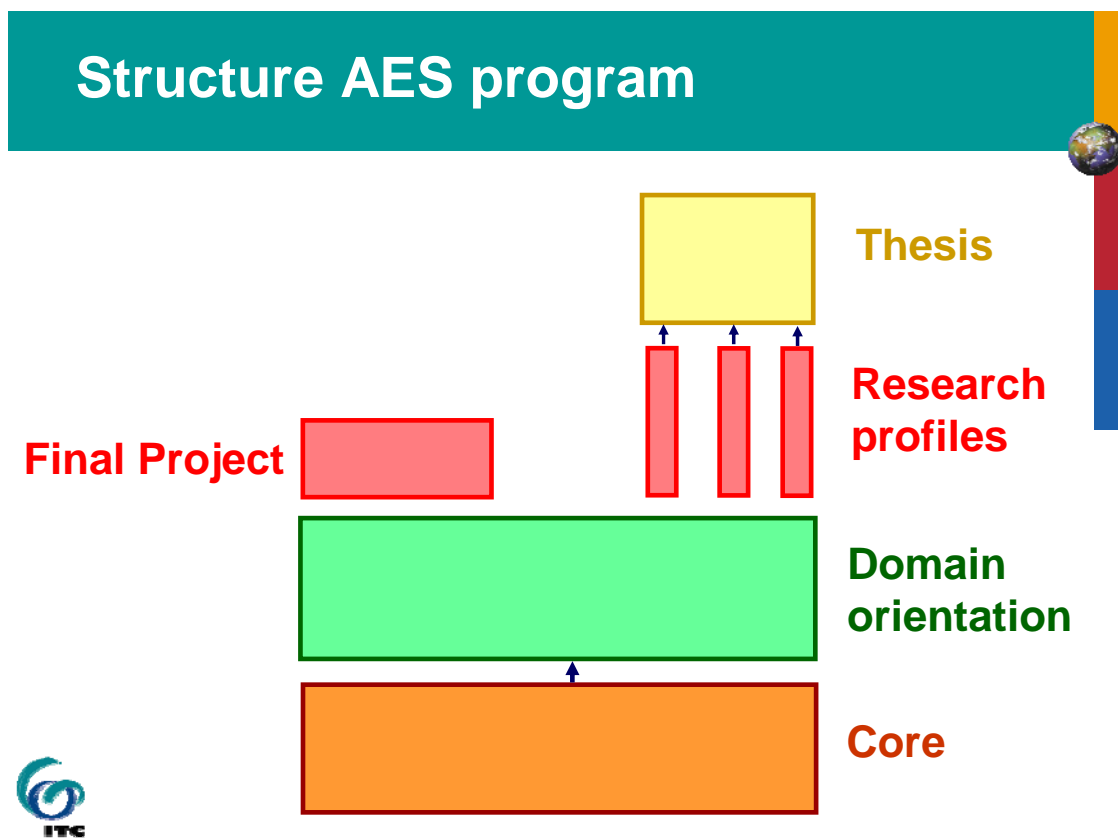 Structure AES program
Thesis
Research
profiles
Final Project
Domain
orientation
Core
ITC